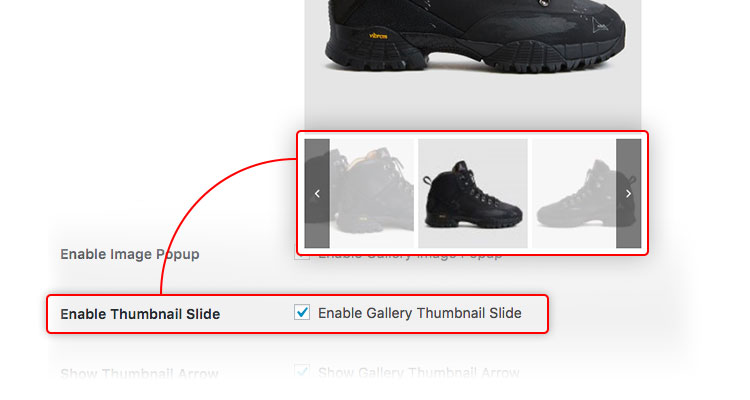 vibram
Enable Image Popup
Enable Gallery Image Popup
Enable Thumbnail Slide
Enable Gallery Thumbnail Slide
Show Thumbnail Arrow
Show Gallery Thumbnail Arrow